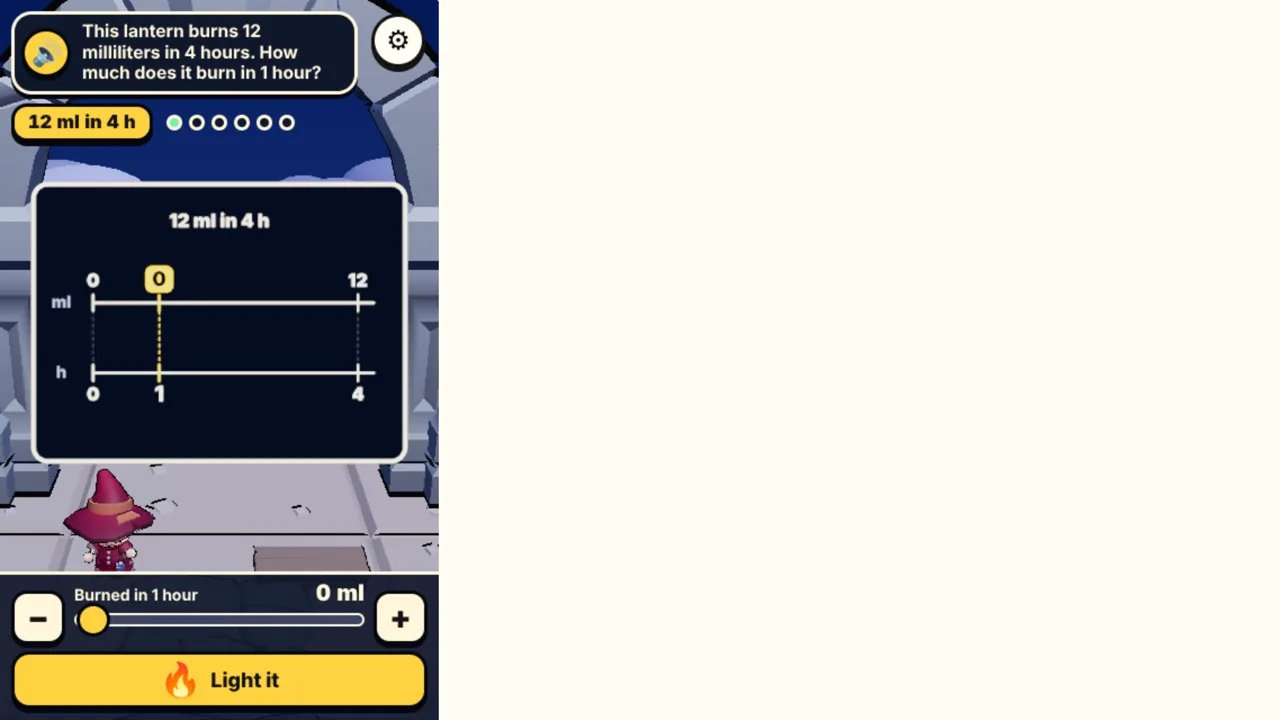 This lantern burns 12
milliliters in 4 hours. How
much does it burn in 1 hour?
12 ml in 4 h
12 ml in 4 h
0 0 12
ml
h
0 1 4
Burned in 1 hour 0 ml
− +
Light it